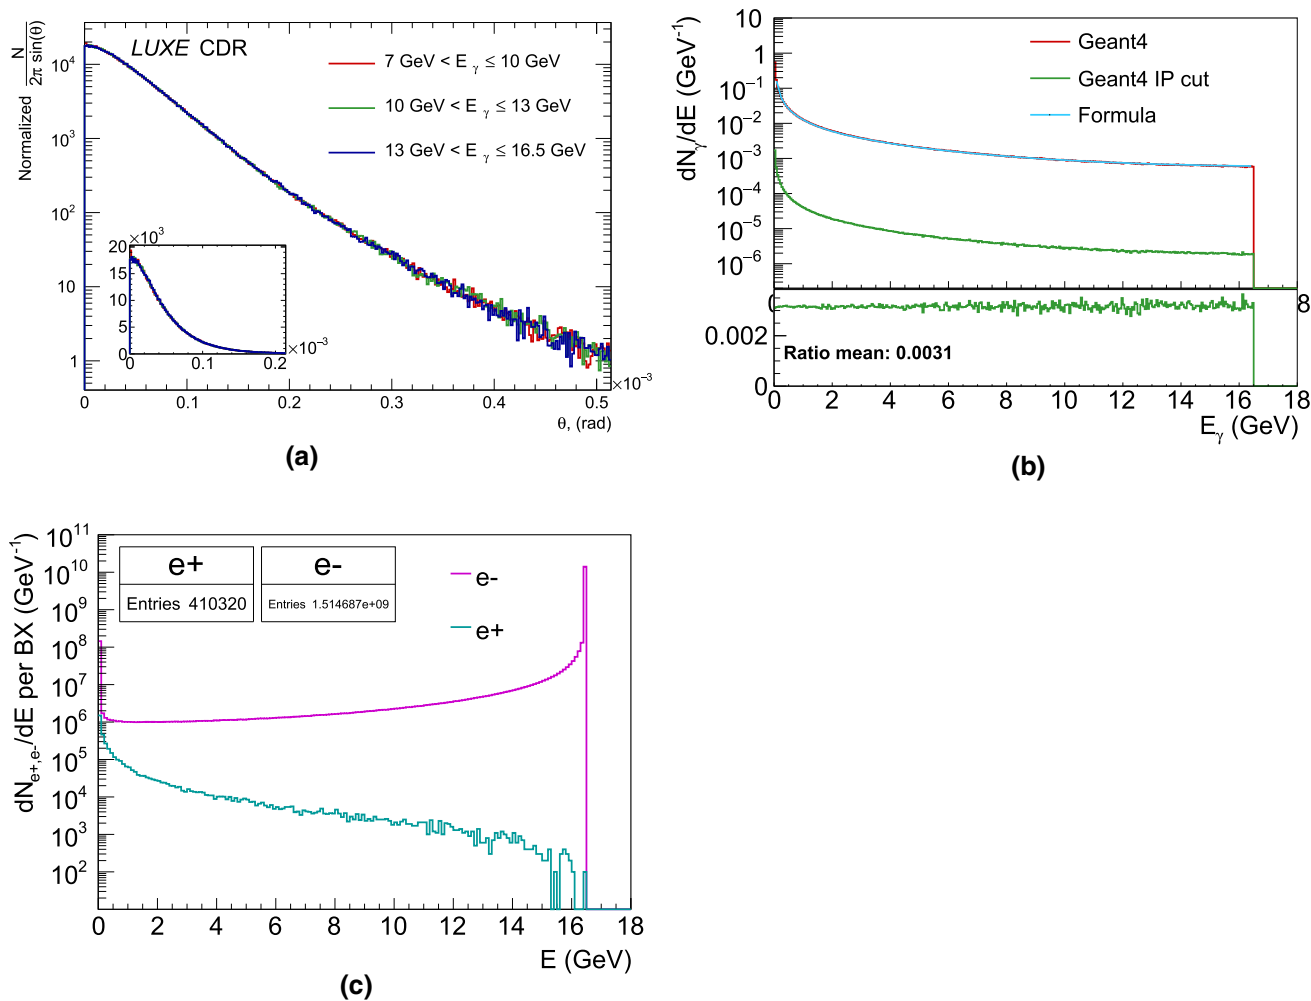 Normalized N / 2π sin(θ)
LUXE CDR
7 GeV < E γ ≤ 10 GeV
10 GeV < E γ ≤ 13 GeV
13 GeV < E γ ≤ 16.5 GeV
10⁴
10³
10²
10
1
×10³
20
15
10
5
0
0 0.1 0.2
×10⁻³
×10⁻³
0 0.1 0.2 0.3 0.4 0.5
θ, (rad)
(a)
dNγ/dE (GeV⁻¹)
Geant4
Geant4 IP cut
Formula
10
1
10⁻¹
10⁻²
10⁻³
10⁻⁴
10⁻⁵
10⁻⁶
0 8
0.002
Ratio mean: 0.0031
0
0 2 4 6 8 10 12 14 16 18
Eγ (GeV)
(b)
dNe+,e-/dE per BX (GeV⁻¹)
10¹¹
10¹⁰
10⁹
10⁸
10⁷
10⁶
10⁵
10⁴
10³
10²
e+
Entries 410320
e-
Entries 1.514687e+09
e-
e+
0 2 4 6 8 10 12 14 16 18
E (GeV)
(c)